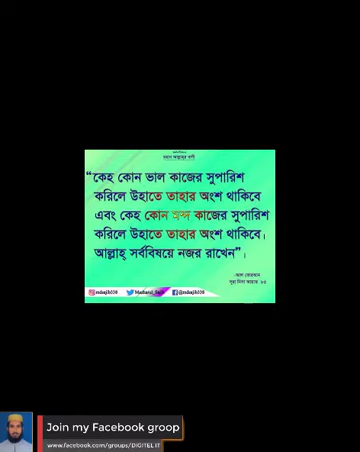 মহান আল্লাহর বাণী
“কেহ কোন ভাল কাজের সুপারিশ
করিলে উহাতে তাহার অংশ থাকিবে
এবং কেহ কোন মন্দ কাজের সুপারিশ
করিলে উহাতে তাহার অংশ থাকিবে।
আল্লাহ্ সর্ববিষয়ে নজর রাখেন”।
-আল কোরআন
সূরা নিসা আয়াত ৮৫
Join my Facebook groop
www.facebook.com/groups/DIGITEL IT